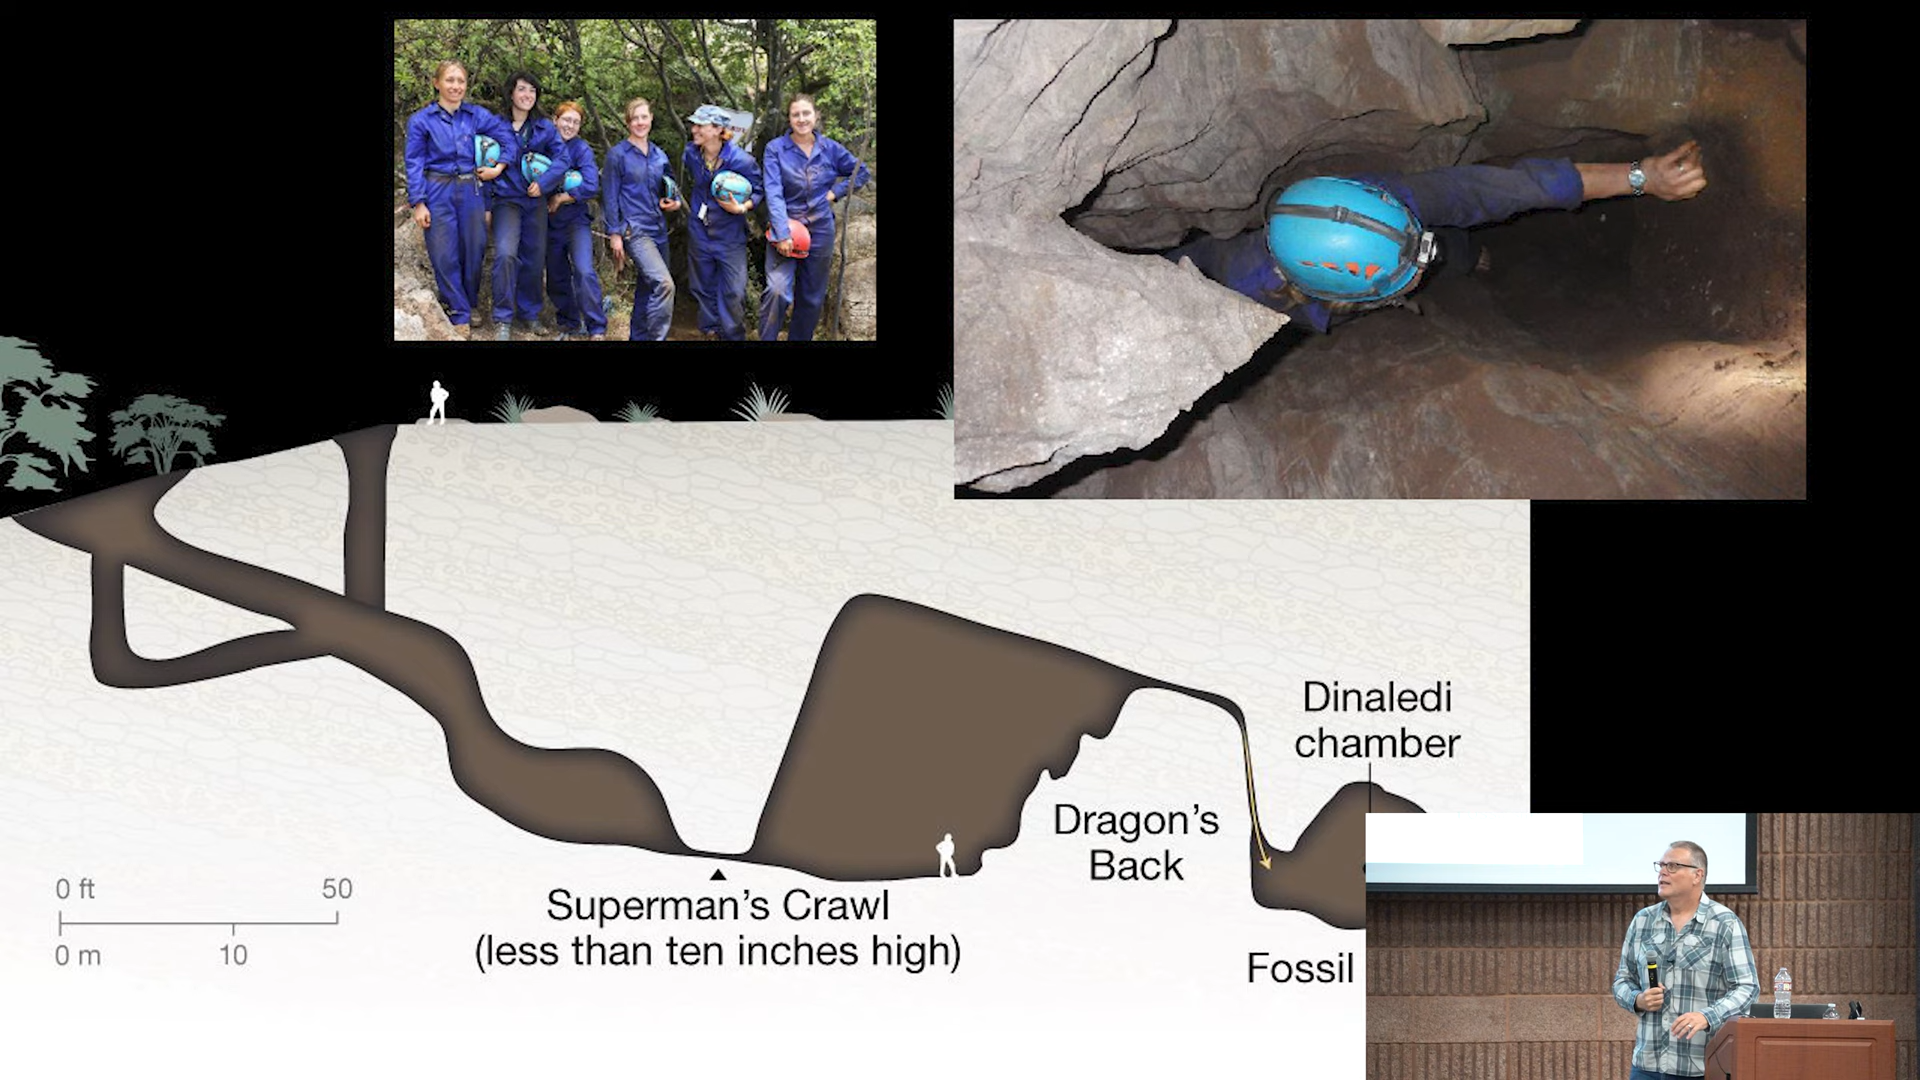 Dinaledi
chamber
Dragon's
Back
0 ft 50
0 m 10
Superman's Crawl
(less than ten inches high)
Fossil